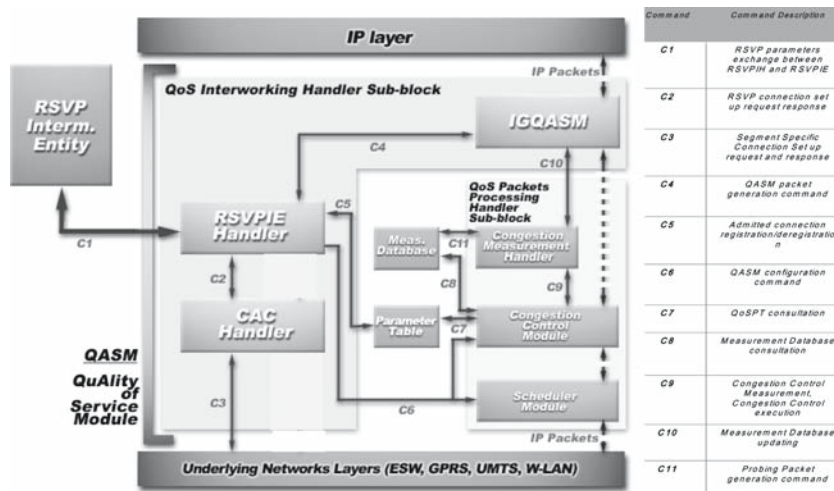 IP layer
IP Packets
QoS Interworking Handler Sub-block
RSVP
Interm.
Entity
IGQASM
C4
C10
QoS Packets
Processing
Handler
Sub-block
C5
RSVPIE
Handler
C1
C11
Meas.
Database
Congestion
Measurement
Handler
C2
C8
C9
CAC
Handler
Parameter
Table
C7
Congestion
Control
Module
QASM
QuAlity
of
Service
Module
C3
C6
Scheduler
Module
IP Packets
Underlying Networks Layers (ESW, GPRS, UMTS, W-LAN)
Command Command Description
C1 RSVP parameters
exchange between
RSVPIH and RSVPIE
C2 RSVP connection set
up request response
C3 Segment Specific
Connection Set up
request and response
C4 QASM packet
generation command
C5 Admitted connection
registration/deregistratio
n
C6 QASM configuration
command
C7 QoSPT consultation
C8 Measurement Database
consultation
C9 Congestion Control
Measurement,
Congestion Control
execution
C10 Measurement Database
updating
C11 Probing Packet
generation command